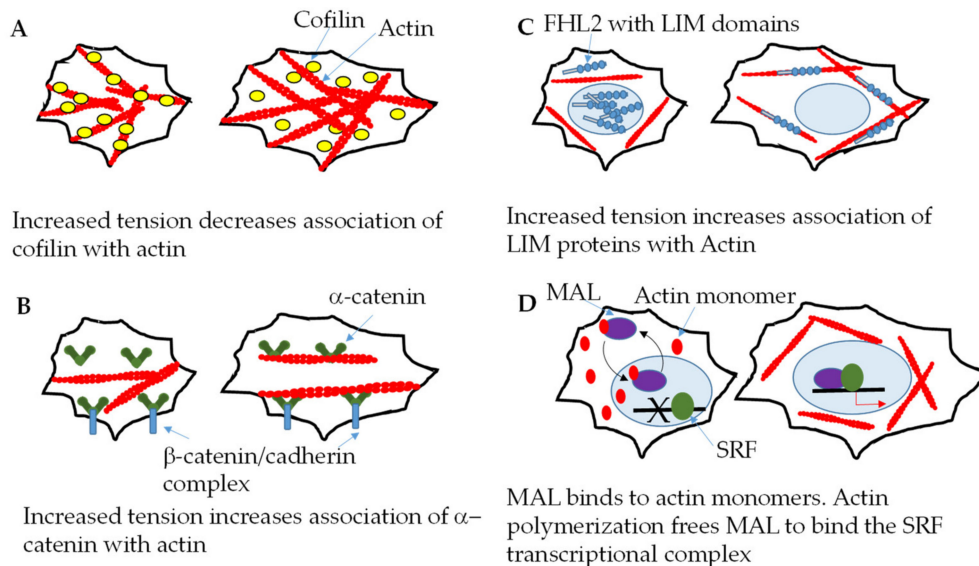 A
Cofilin
Actin
Increased tension decreases association of
cofilin with actin
B
α-catenin
β-catenin/cadherin
complex
Increased tension increases association of α–
catenin with actin
C
FHL2 with LIM domains
Increased tension increases association of
LIM proteins with Actin
D
MAL
Actin monomer
X
SRF
MAL binds to actin monomers. Actin
polymerization frees MAL to bind the SRF
transcriptional complex